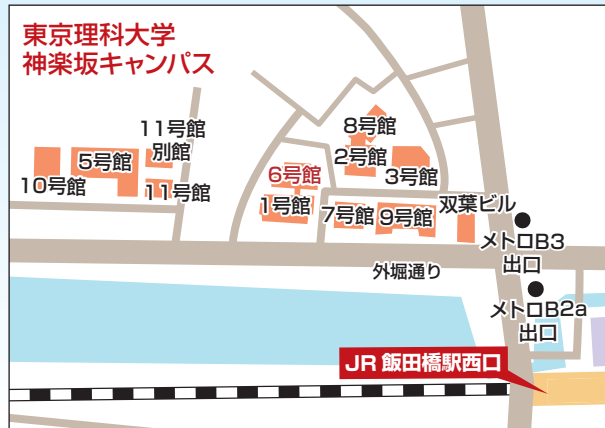 東京理科大学
神楽坂キャンパス
11号館
別館
5号館
10号館
11号館
8号館
2号館
6号館
3号館
1号館
7号館
9号館
双葉ビル
メトロB3
出口
外堀通り
メトロB2a
出口
JR 飯田橋駅西口